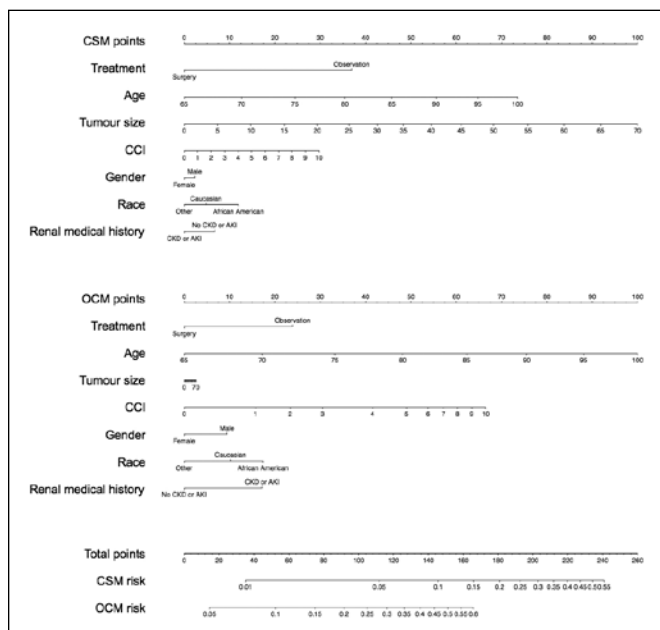 CSM points 0 10 20 30 40 50 60 70 80 90 100
Observation
Treatment
Surgery
Age
65 70 75 80 85 90 95 100
Tumour size
0 5 10 15 20 25 30 35 40 45 50 55 60 65 70
CCI
0 1 2 3 4 5 6 7 8 9 10
Male
Gender
Female
Caucasian
Race
Other African American
No CKD or AKI
Renal medical history
CKD or AKI
OCM points 0 10 20 30 40 50 60 70 80 90 100
Observation
Treatment
Surgery
Age
65 70 75 80 85 90 95 100
Tumour size
0 70
CCI
0 1 2 3 4 5 6 7 8 9 10
Male
Gender
Female
Caucasian
Race
Other African American
CKD or AKI
Renal medical history
No CKD or AKI
Total points
0 20 40 60 80 100 120 140 160 180 200 220 240 260
CSM risk
0.01 0.05 0.1 0.15 0.2 0.25 0.3 0.35 0.4 0.45 0.5 0.55
OCM risk
0.05 0.1 0.15 0.2 0.25 0.3 0.35 0.4 0.45 0.5 0.55 0.6